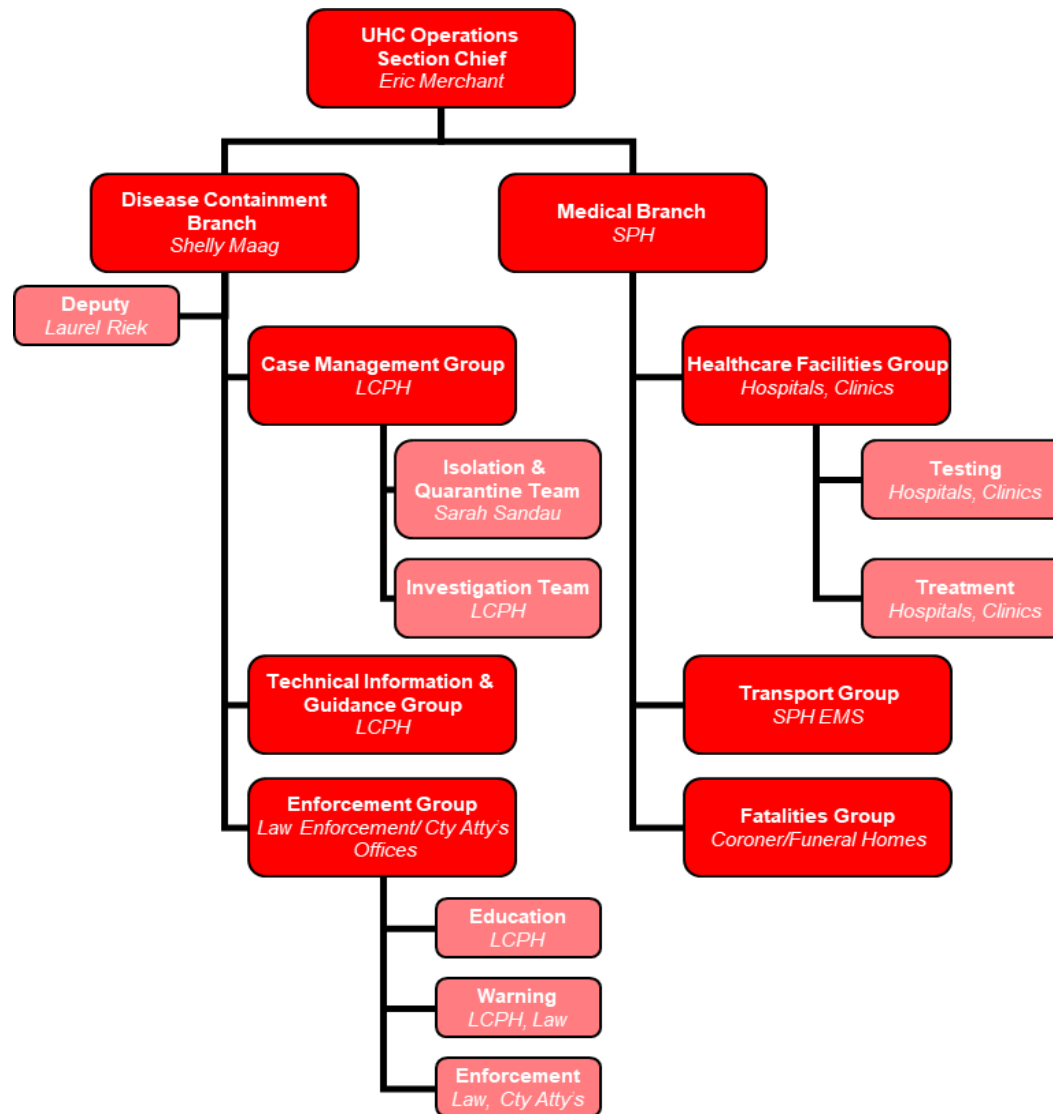 UHC Operations
Section Chief
Eric Merchant
Disease Containment
Branch
Shelly Maag
Medical Branch
SPH
Deputy
Laurel Riek
Case Management Group
LCPH
Healthcare Facilities Group
Hospitals, Clinics
Isolation &
Quarantine Team
Sarah Sandau
Testing
Hospitals, Clinics
Investigation Team
LCPH
Treatment
Hospitals, Clinics
Technical Information &
Guidance Group
LCPH
Transport Group
SPH EMS
Enforcement Group
Law Enforcement/ Cty Atty's
Offices
Fatalities Group
Coroner/Funeral Homes
Education
LCPH
Warning
LCPH, Law
Enforcement
Law, Cty Atty's